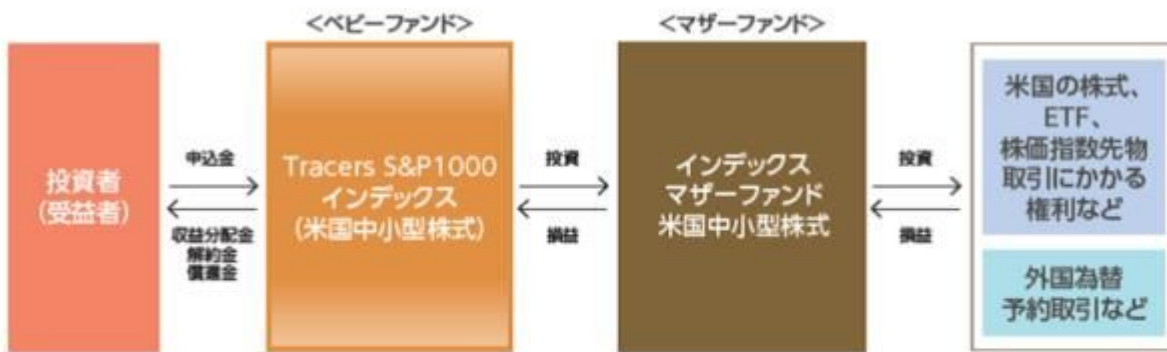 ＜ベビーファンド＞
＜マザーファンド＞
投資者
(受益者)
申込金
収益分配金
解約金
償還金
Tracers S&P1000
インデックス
(米国中小型株式)
投資
損益
インデックス
マザーファンド
米国中小型株式
投資
損益
米国の株式、
ETF、
株価指数先物
取引にかかる
権利など
外国為替
予約取引など